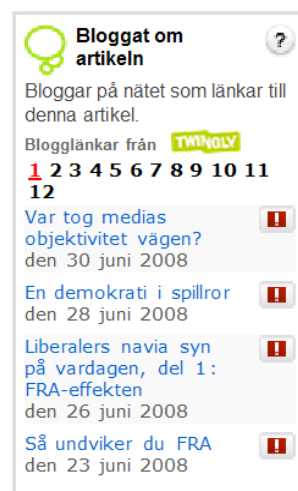 Bloggat om
artikeln
?
Bloggar på nätet som länkar till
denna artikel.
Blogglänkar från TWINGLY
1 2 3 4 5 6 7 8 9 10 11
12
Var tog medias
objektivitet vägen?
den 30 juni 2008
En demokrati i spillror
den 28 juni 2008
Liberalers navia syn
på vardagen, del 1:
FRA-effekten
den 26 juni 2008
Så undviker du FRA
den 23 juni 2008